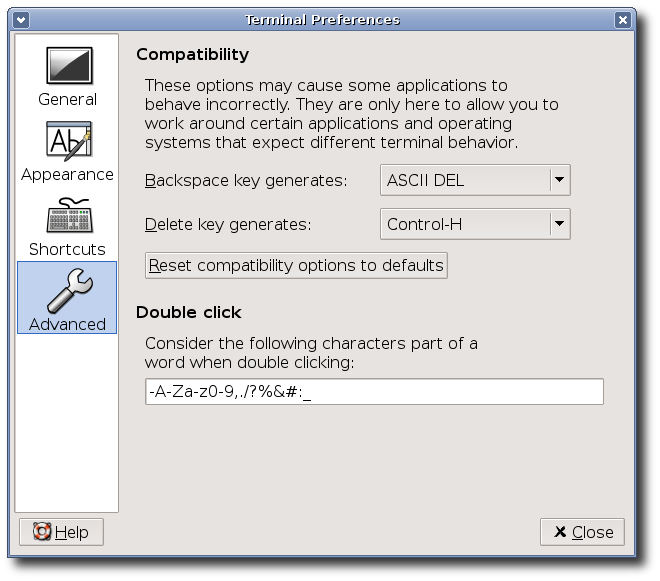 Terminal Preferences
General
Appearance
Shortcuts
Advanced
Compatibility
These options may cause some applications to
behave incorrectly. They are only here to allow you to
work around certain applications and operating
systems that expect different terminal behavior.
Backspace key generates: ASCII DEL
Delete key generates: Control-H
Reset compatibility options to defaults
Double click
Consider the following characters part of a
word when double clicking:
-A-Za-z0-9,./?%&#:_
Help
Close